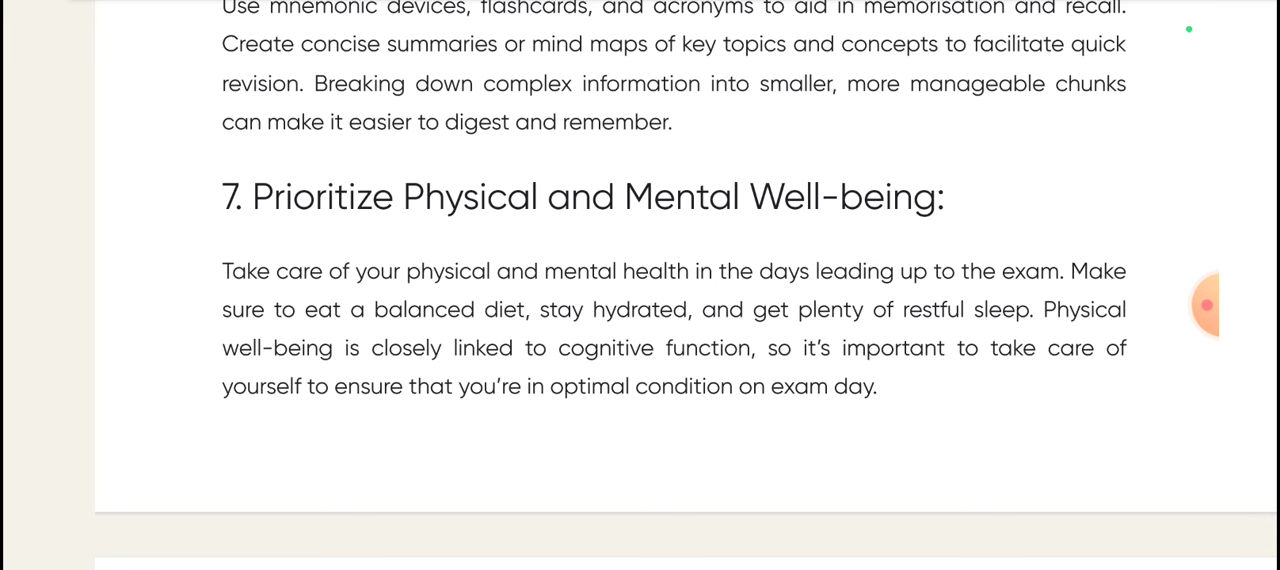 Use mnemonic devices, flashcards, and acronyms to aid in memorisation and recall.
Create concise summaries or mind maps of key topics and concepts to facilitate quick
revision. Breaking down complex information into smaller, more manageable chunks
can make it easier to digest and remember.
7. Prioritize Physical and Mental Well-being:
Take care of your physical and mental health in the days leading up to the exam. Make
sure to eat a balanced diet, stay hydrated, and get plenty of restful sleep. Physical
well-being is closely linked to cognitive function, so it’s important to take care of
yourself to ensure that you’re in optimal condition on exam day.